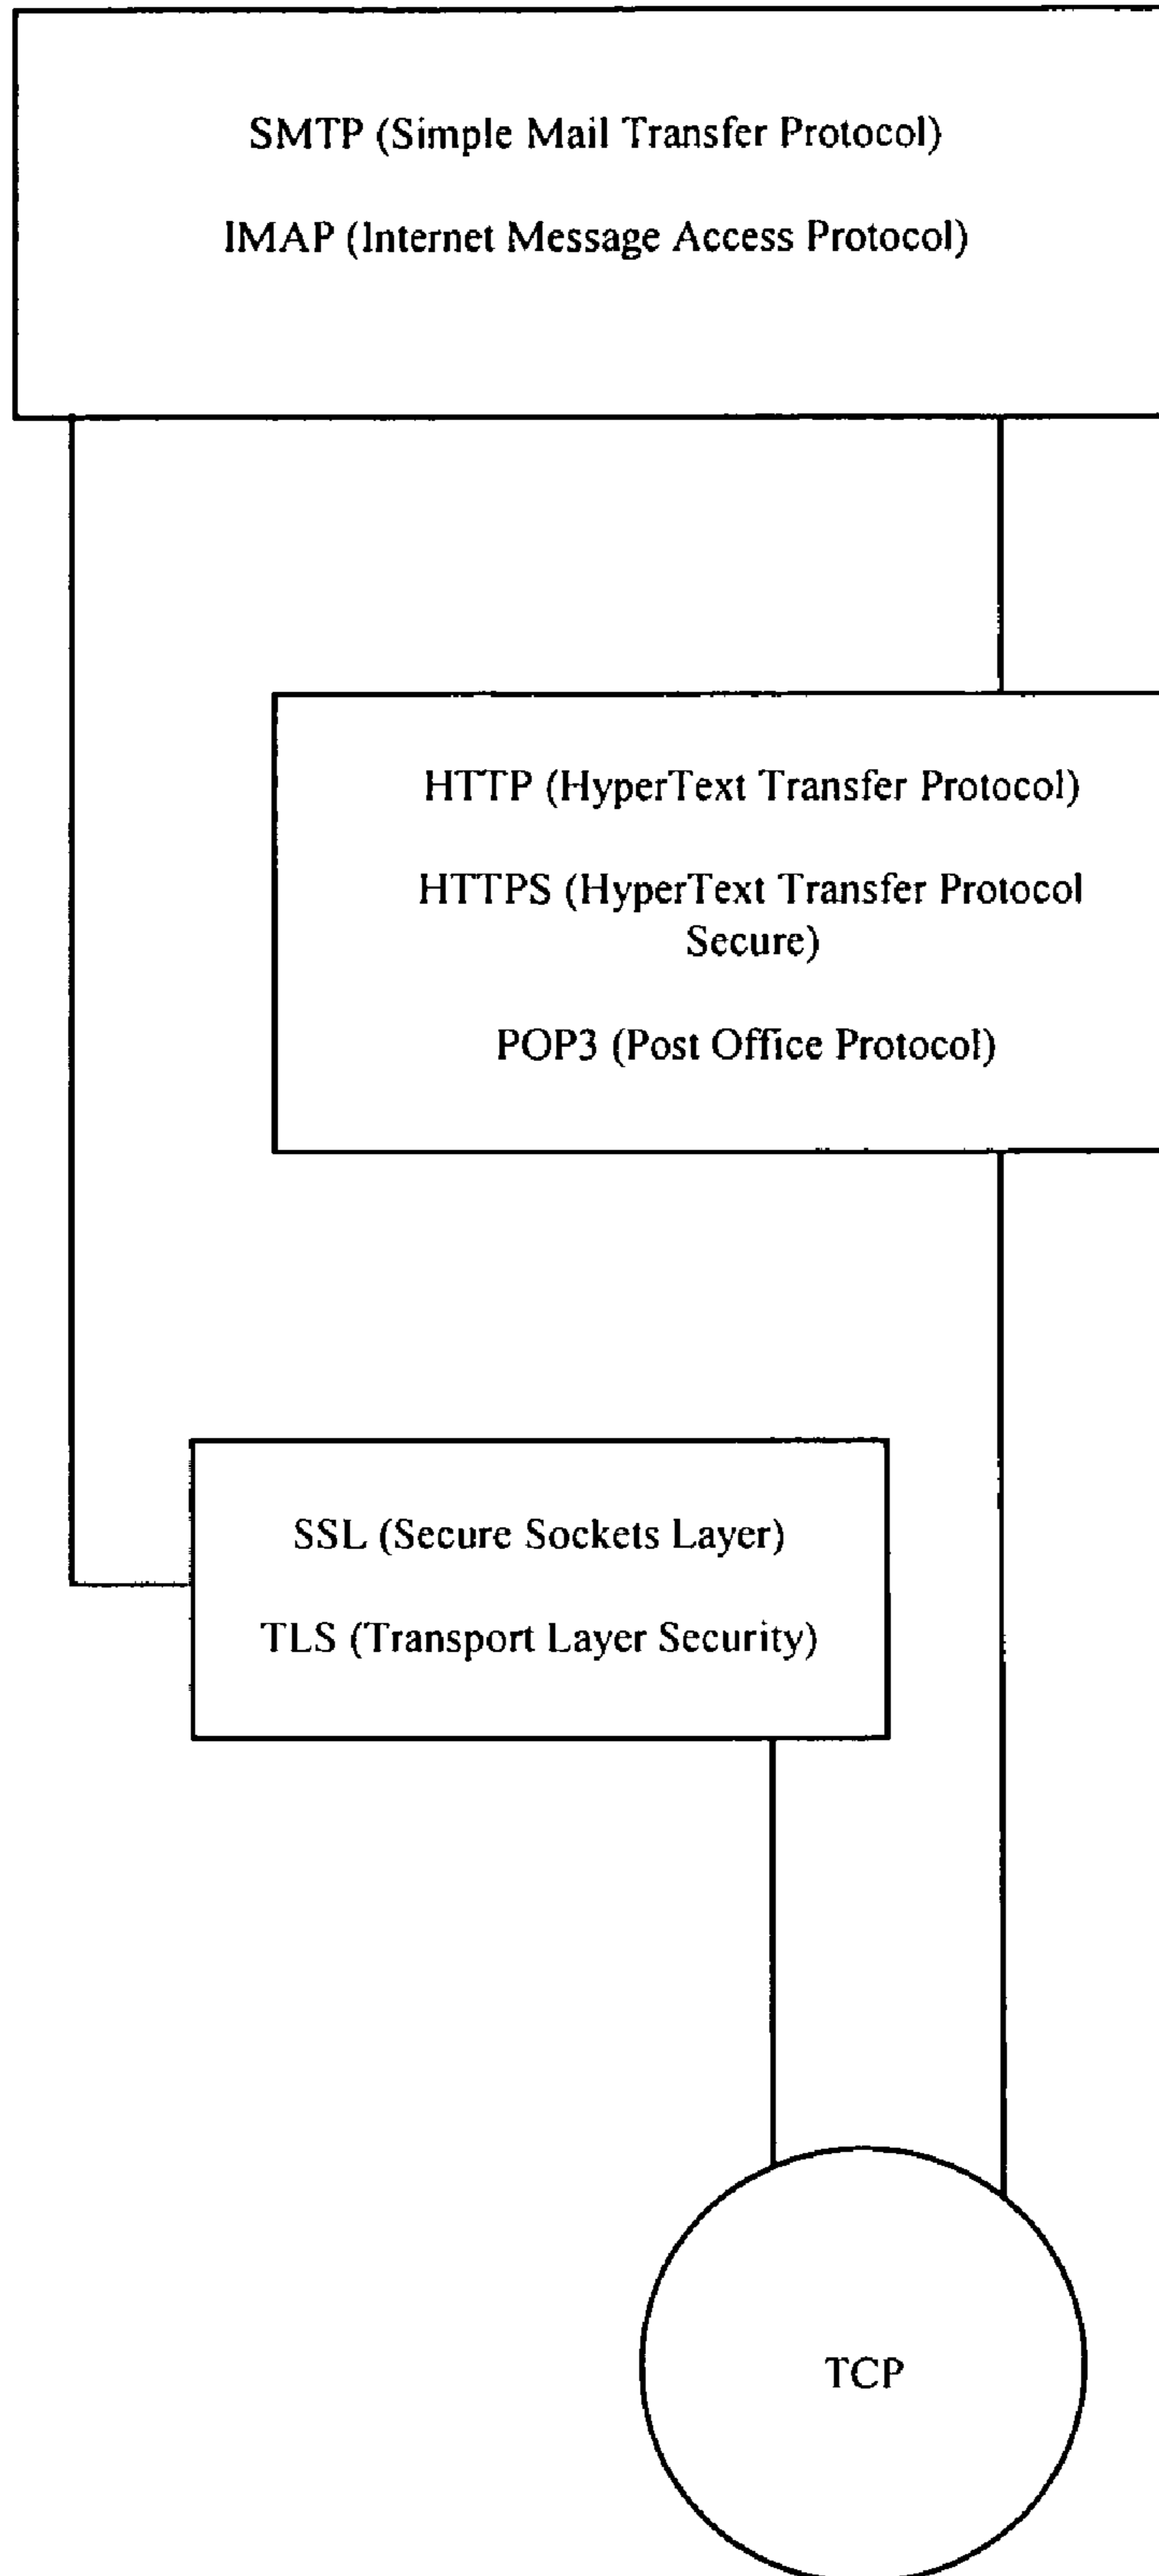 SMTP (Simple Mail Transfer Protocol)
IMAP (Internet Message Access Protocol)
HTTP (HyperText Transfer Protocol)
HTTPS (HyperText Transfer Protocol
Secure)
POP3 (Post Office Protocol)
SSL (Secure Sockets Layer)
TLS (Transport Layer Security)
TCP